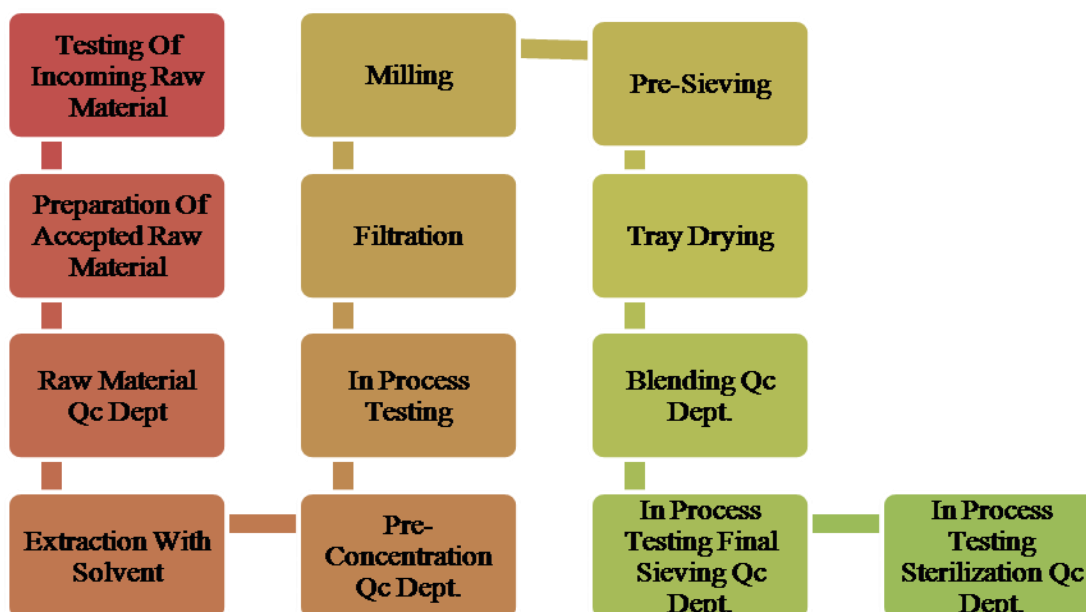 Testing Of
Incoming Raw
Material
Preparation Of
Accepted Raw
Material
Raw Material
Qc Dept
Extraction With
Solvent
Pre-
Concentration
Qc Dept.
In Process
Testing
Filtration
Milling
Pre-Sieving
Tray Drying
Blending Qc
Dept.
In Process
Testing Final
Sieving Qc
Dept.
In Process
Testing
Sterilization Qc
Dept.